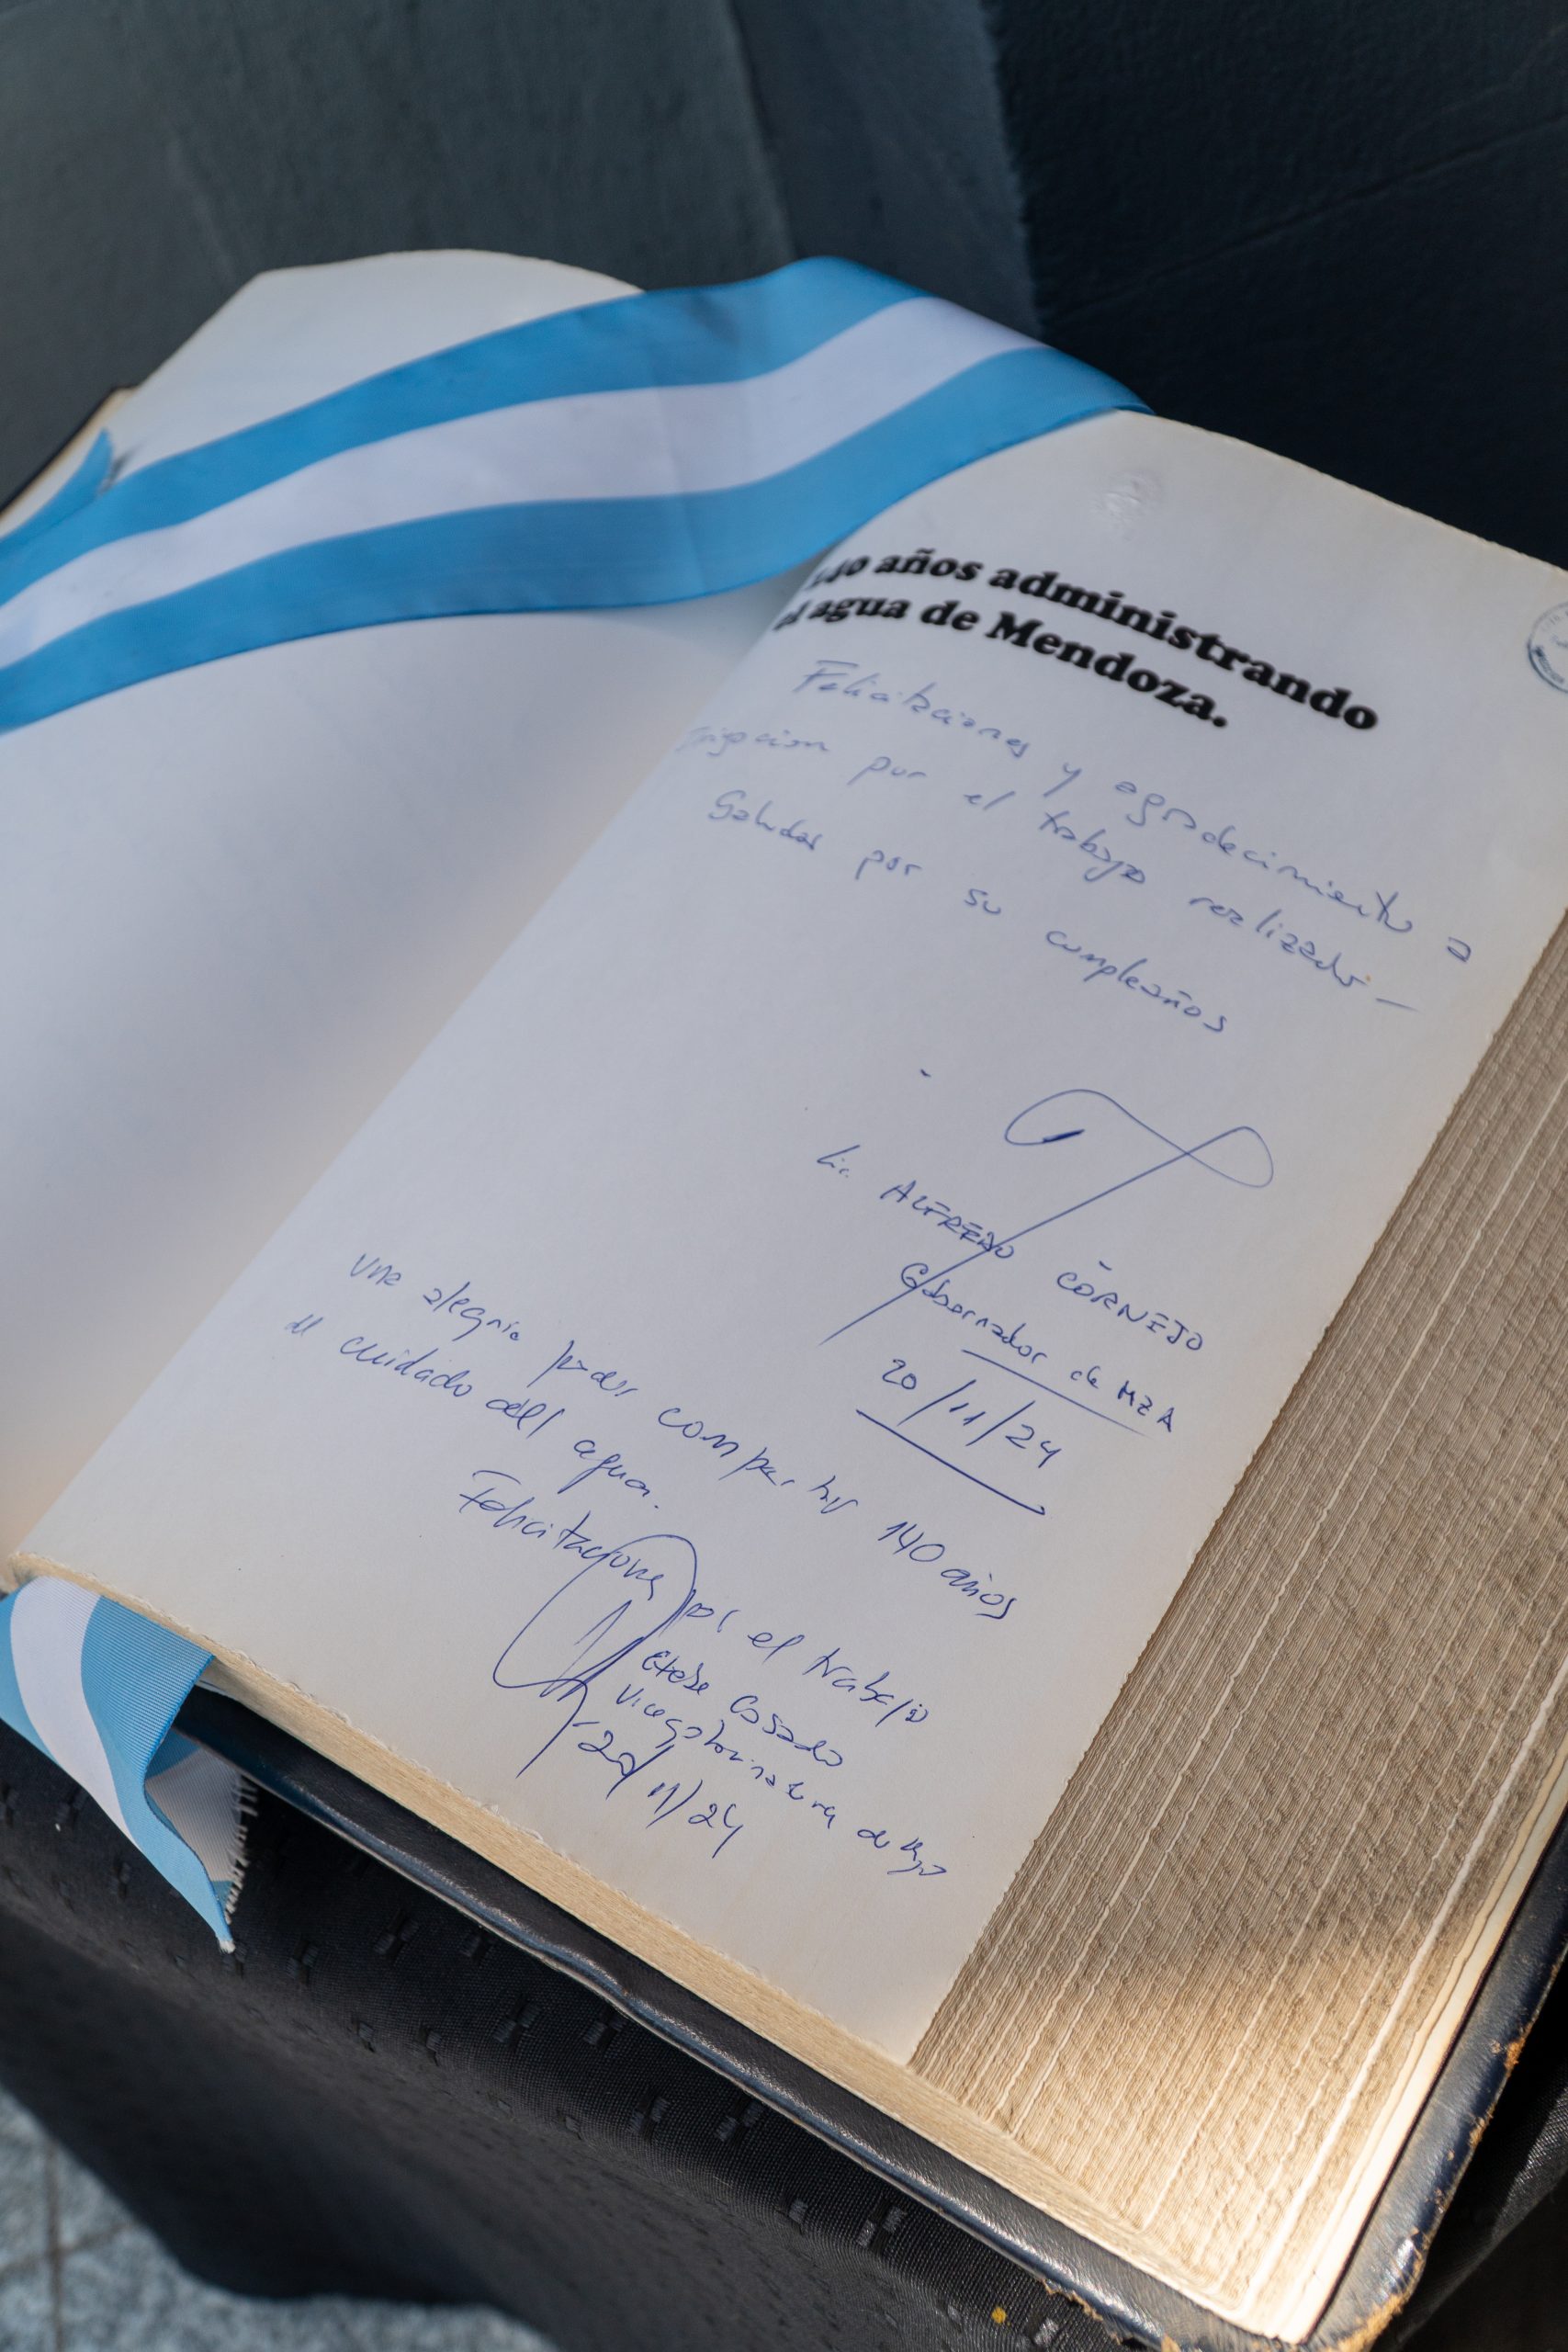 140 años administrando
el agua de Mendoza.
Felicitaciones y agradecimiento a
Irrigación por el trabajo realizado -
Saludos por su cumpleaños
Lic. ALFREDO CORNEJO
Gobernador de MZA
20/11/24
Una alegría poder compartir 140 años
del cuidado del agua.
Felicitaciones por el trabajo
Hebe Casado
Vicegobernadora de Mza
20/11/24